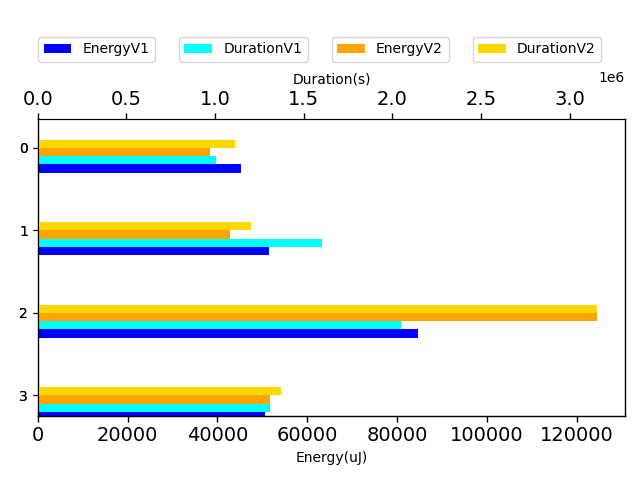 EnergyV1 DurationV1 EnergyV2 DurationV2
Duration(s)
1e6
0.0 0.5 1.0 1.5 2.0 2.5 3.0
0
1
2
3
0 20000 40000 60000 80000 100000 120000
Energy(uJ)